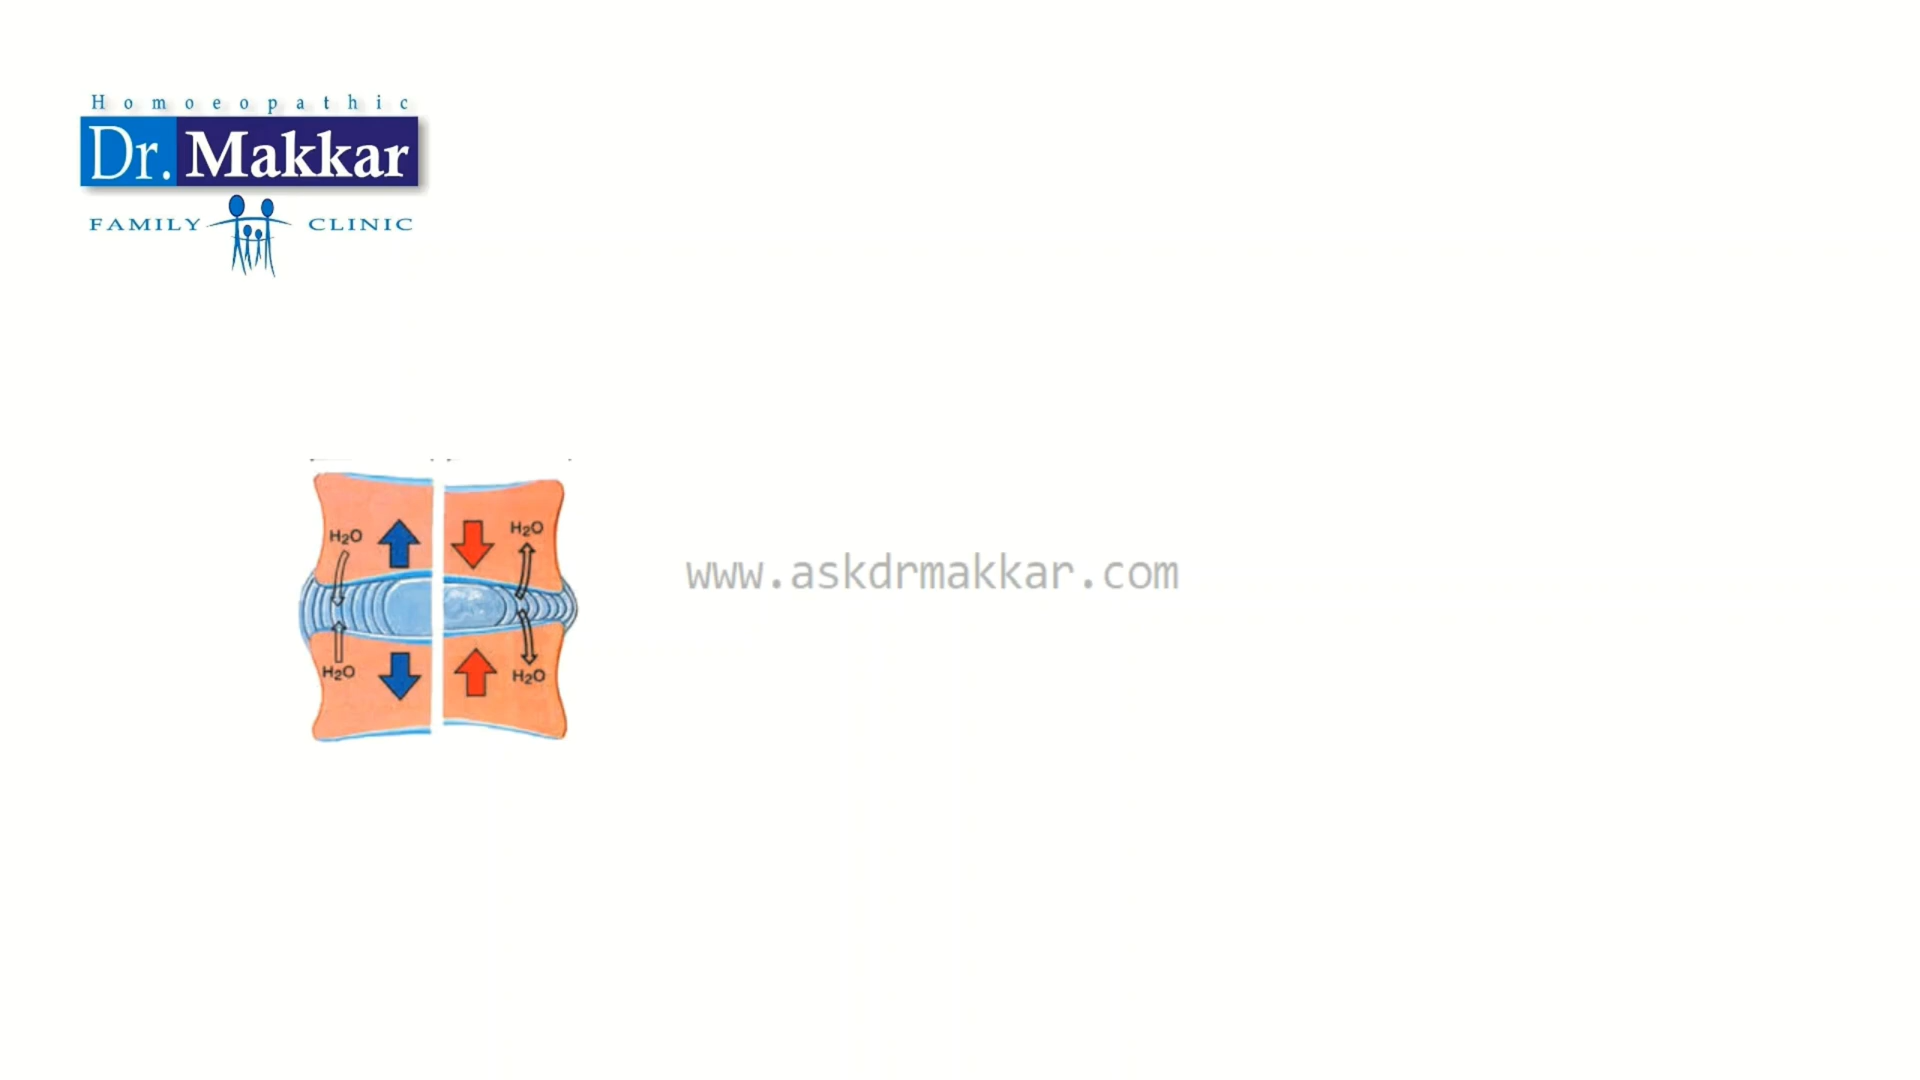 Homoeopathic
Dr. Makkar
FAMILY CLINIC
H₂O H₂O
www.askdrmakkar.com
H₂O H₂O